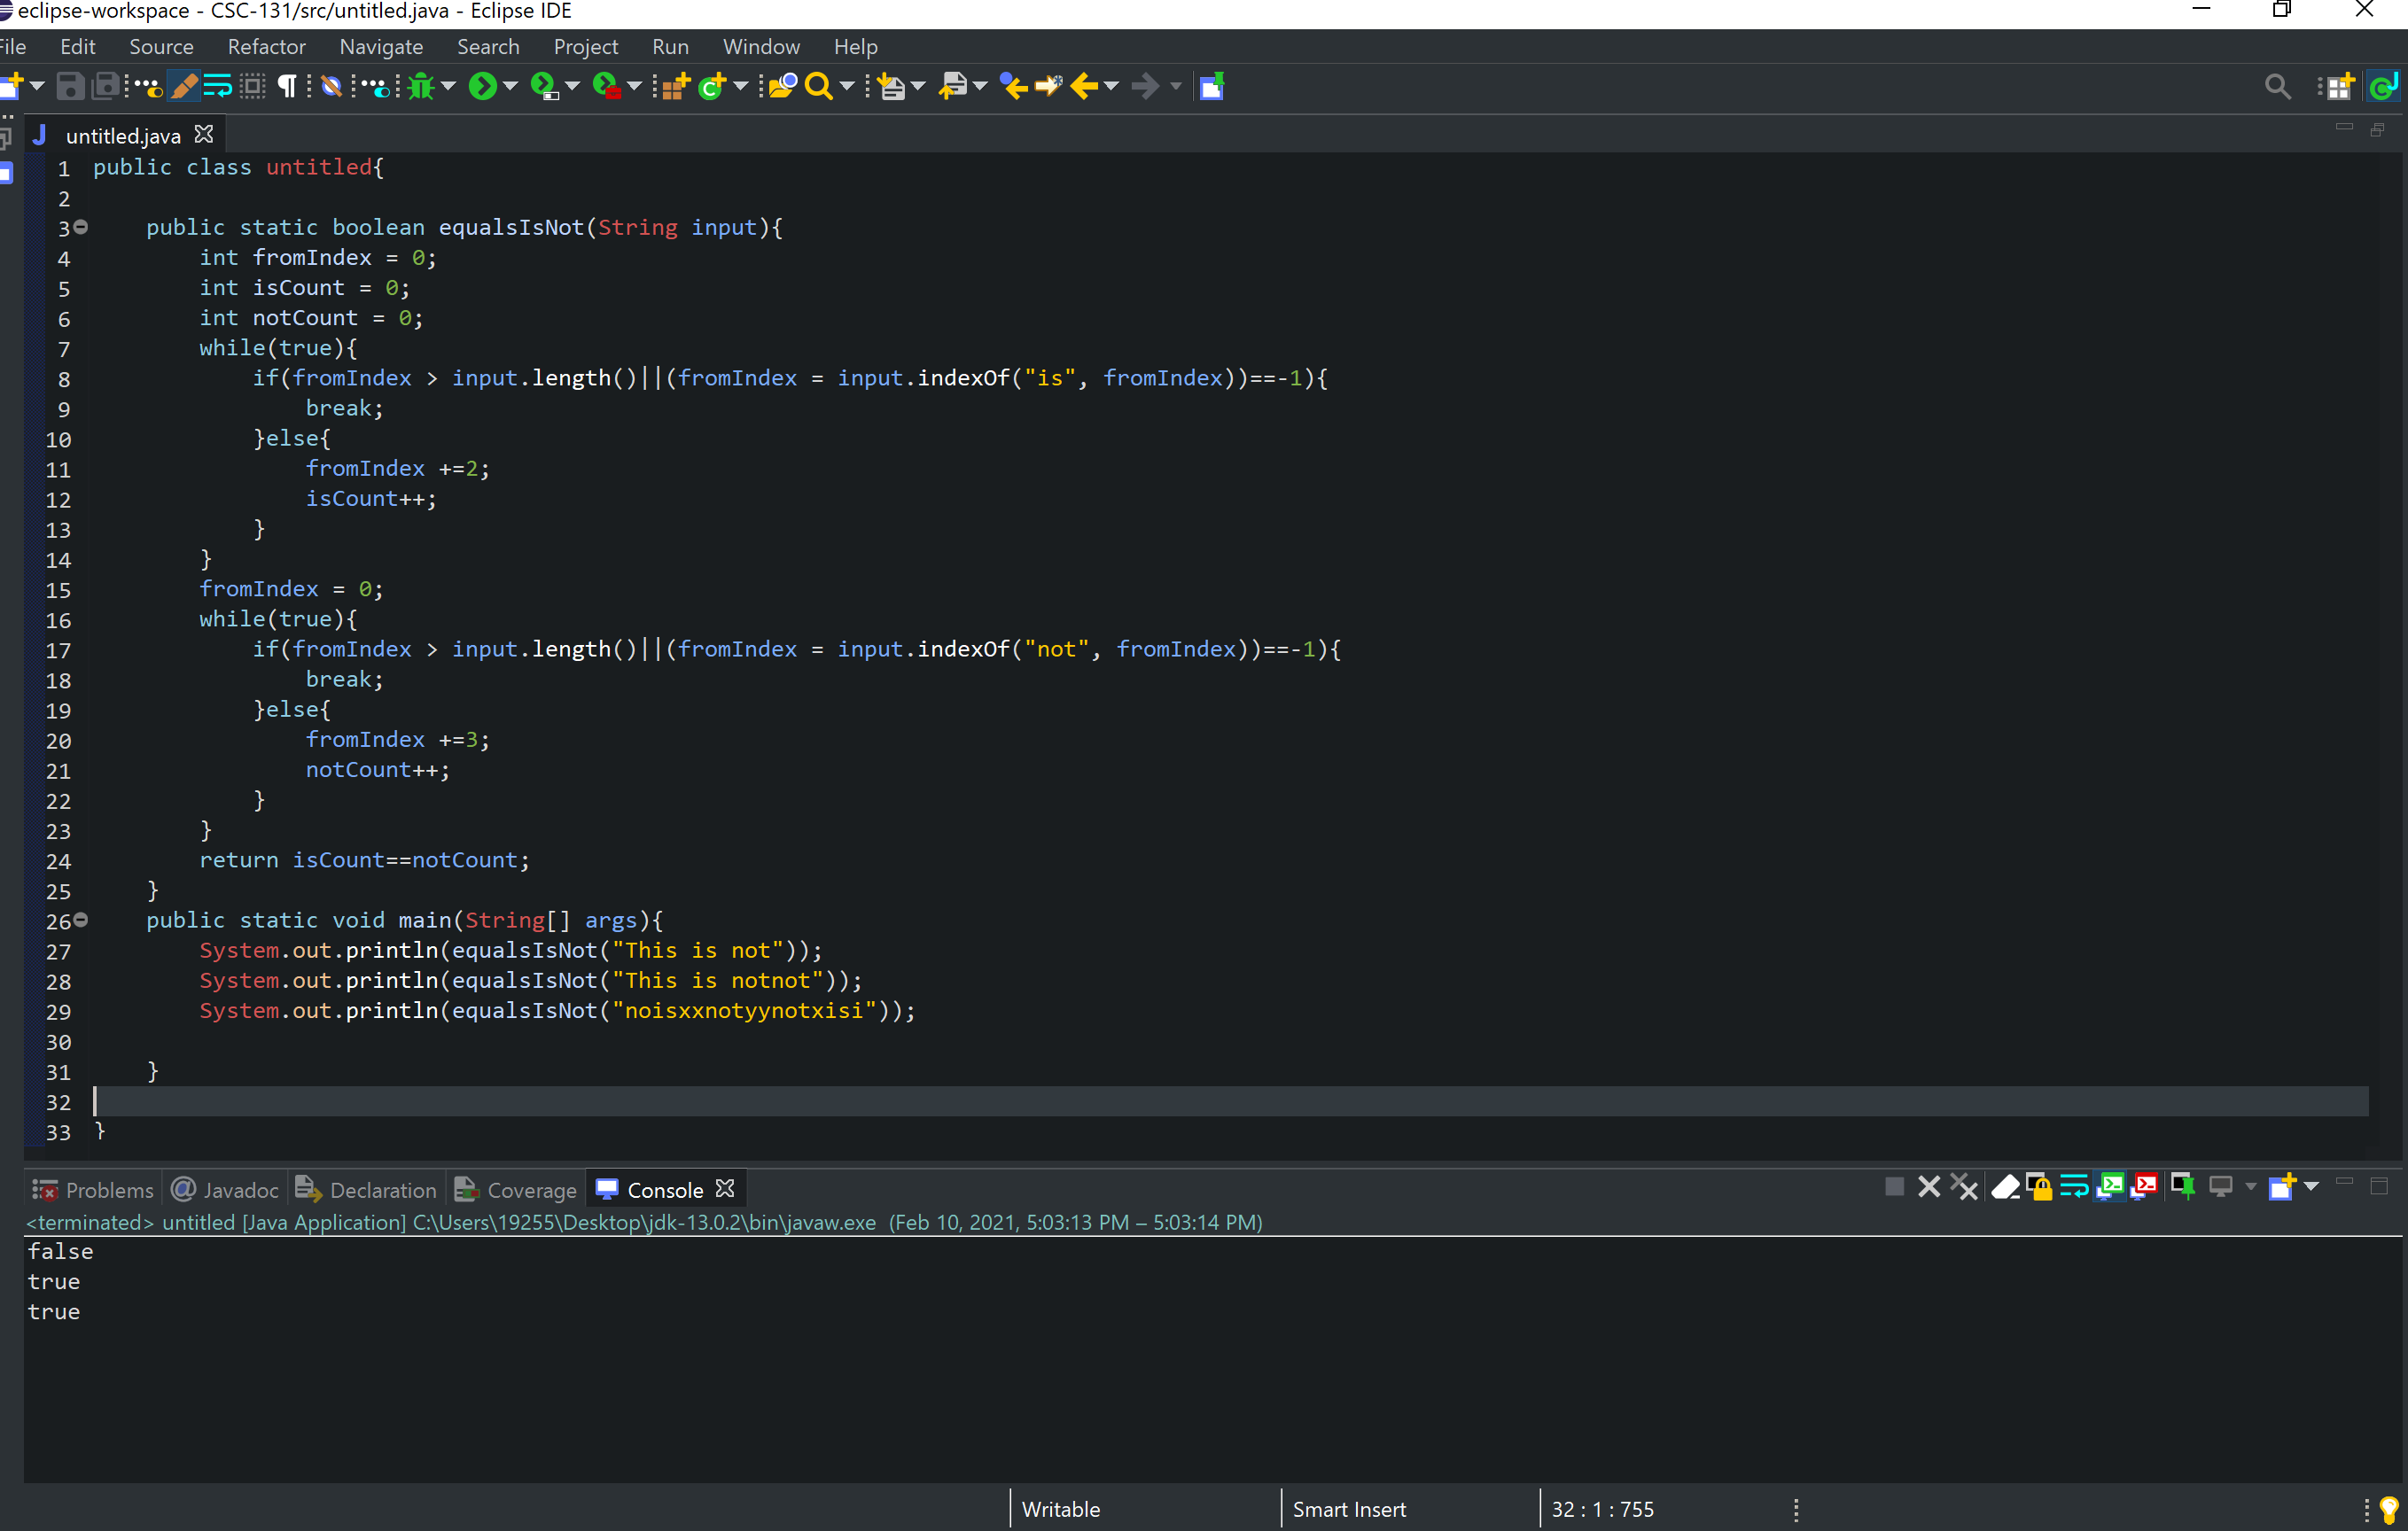 eclipse-workspace - CSC-131/src/untitled.java - Eclipse IDE
File Edit Source Refactor Navigate Search Project Run Window Help
untitled.java
1 public class untitled{
2
3 public static boolean equalsIsNot(String input){
4 int fromIndex = 0;
5 int isCount = 0;
6 int notCount = 0;
7 while(true){
8 if(fromIndex > input.length()||(fromIndex = input.indexOf("is", fromIndex))==-1){
9 break;
10 }else{
11 fromIndex +=2;
12 isCount++;
13 }
14 }
15 fromIndex = 0;
16 while(true){
17 if(fromIndex > input.length()||(fromIndex = input.indexOf("not", fromIndex))==-1){
18 break;
19 }else{
20 fromIndex +=3;
21 notCount++;
22 }
23 }
24 return isCount==notCount;
25 }
26 public static void main(String[] args){
27 System.out.println(equalsIsNot("This is not"));
28 System.out.println(equalsIsNot("This is notnot"));
29 System.out.println(equalsIsNot("noisxxnotyynotxisi"));
30
31 }
32
33 }
Problems Javadoc Declaration Coverage Console
<terminated> untitled [Java Application] C:\Users\19255\Desktop\jdk-13.0.2\bin\javaw.exe (Feb 10, 2021, 5:03:13 PM – 5:03:14 PM)
false
true
true
Writable Smart Insert 32 : 1 : 755